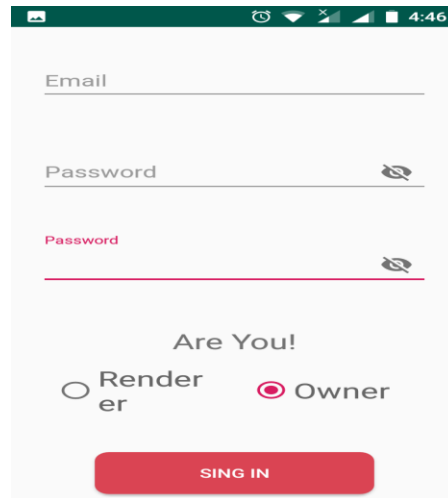 4:46
Email
Password
Password
Are You!
Render
er
Owner
SING IN